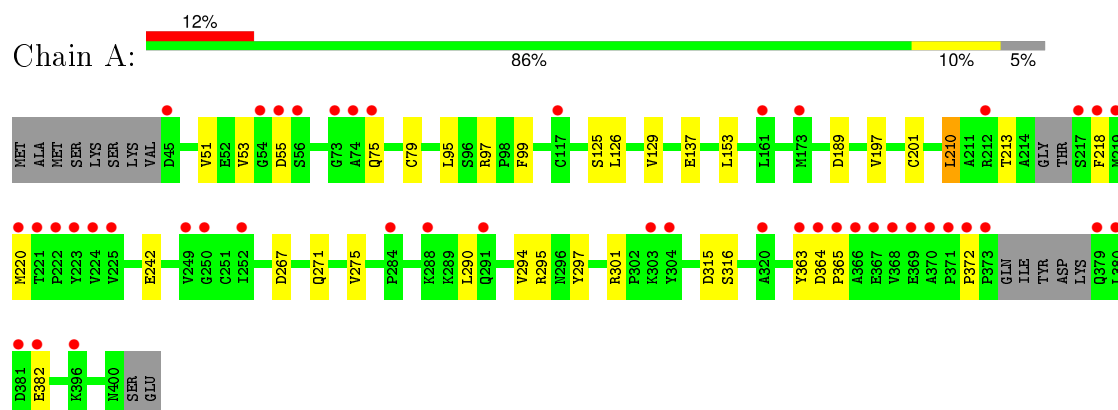 12%
Chain A:
86% 10% 5%
MET ALA MET SER LYS SER LYS VAL D45 V51 E52 V53 G54 D55 S56 G73 A74 Q75 C79 L95 S96 R97 P98 F99 C117 S125 L126 V129 E137 L153 L161 M173 D189 V197 C201 L210 A211 R212 T213 A214 GLY THR S217 F218
M220 T221 P222 Y223 V224 V225 E242 V249 G250 C251 I252 D267 Q271 V275 P284 K288 K289 L290 Q291 V294 R295 N296 Y297 R301 P302 K303 Y304 D315 S316 A320 Y363 D364 P365 A366 E367 V368 E369 A370 P371 P372 P373 GLN ILE TYR ASP LYS Q379 L380
D381 E382 K396 N400 SER GLU